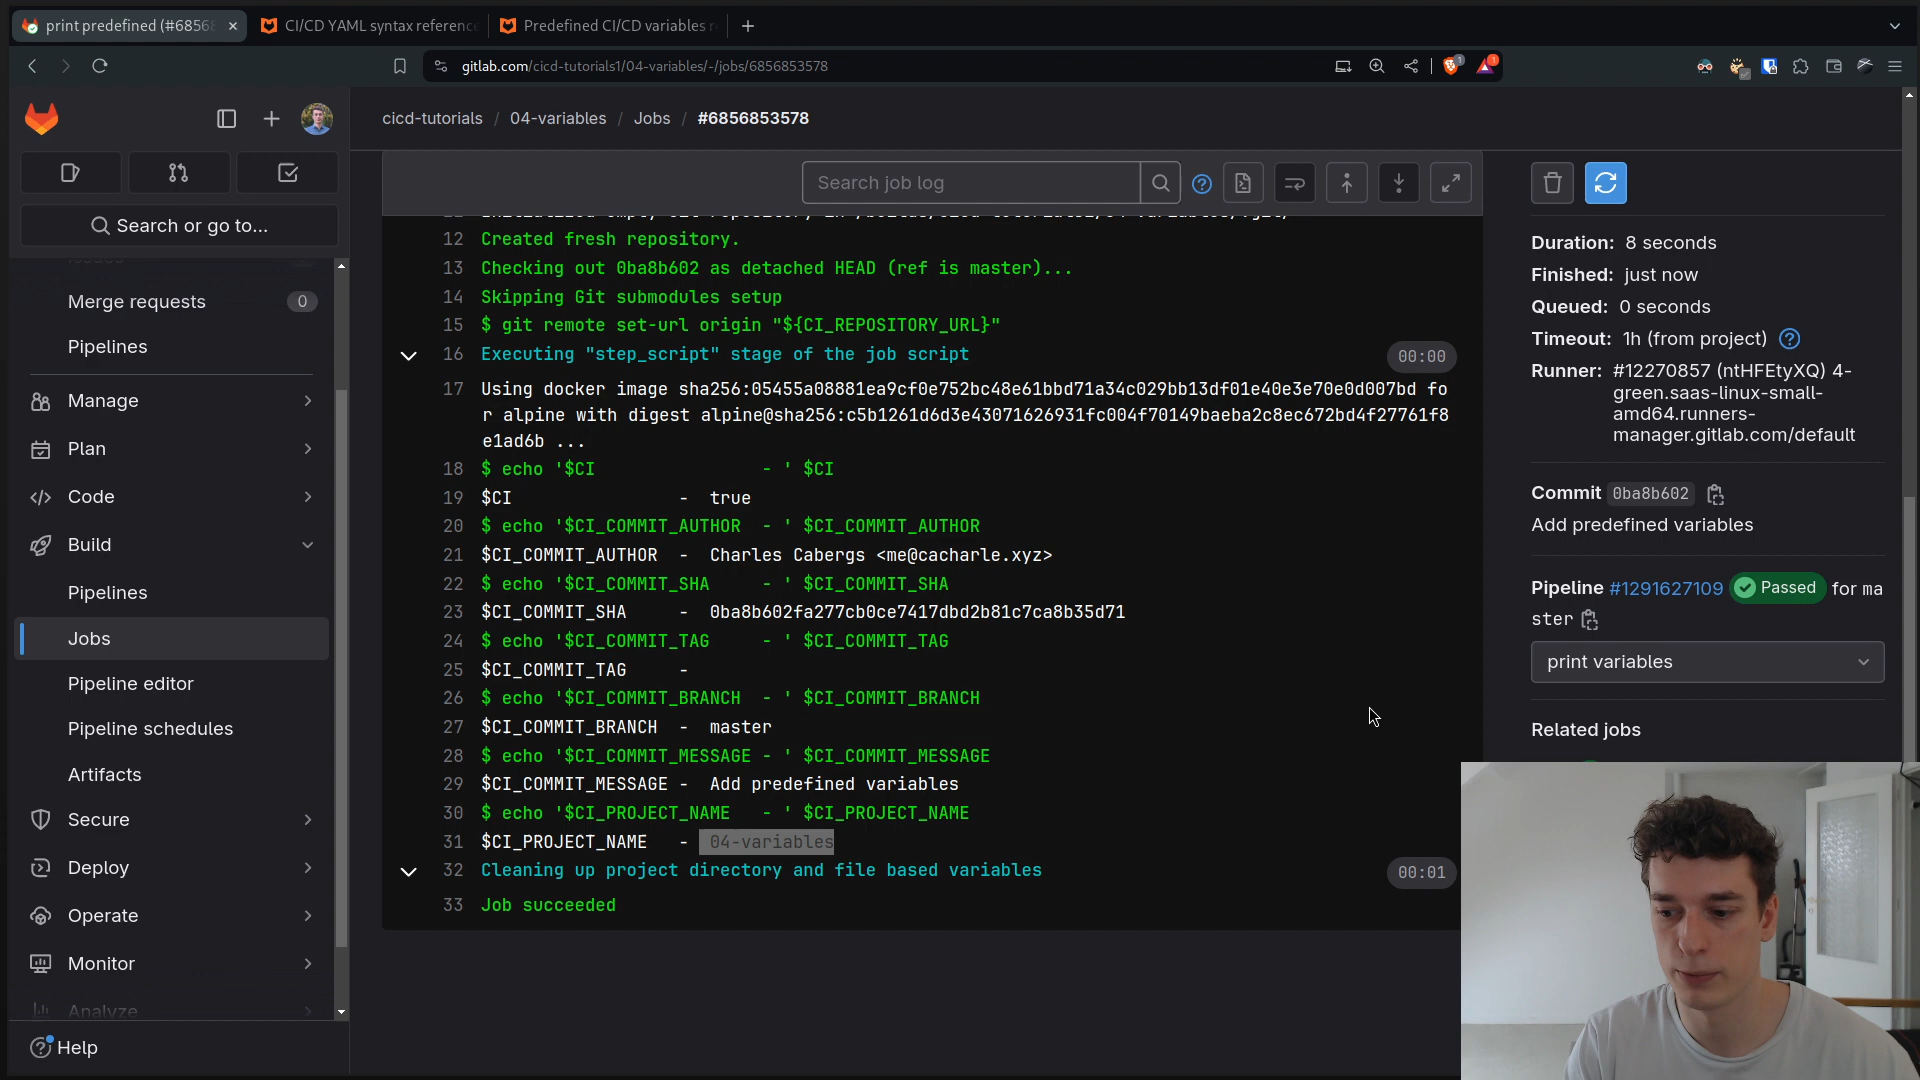 print predefined (#6856
CI/CD YAML syntax reference
Predefined CI/CD variables r
gitlab.com/cicd-tutorials1/04-variables/-/jobs/6856853578
1
1
cicd-tutorials / 04-variables / Jobs / #6856853578
Search or go to...
Merge requests 0
Pipelines
Manage
Plan
Code
Build
Pipelines
Jobs
Pipeline editor
Pipeline schedules
Artifacts
Secure
Deploy
Operate
Monitor
Analyze
Help
Search job log
12 Created fresh repository.
13 Checking out 0ba8b602 as detached HEAD (ref is master)...
14 Skipping Git submodules setup
15 $ git remote set-url origin "${CI_REPOSITORY_URL}"
16 Executing "step_script" stage of the job script 00:00
17 Using docker image sha256:05455a08881ea9cf0e752bc48e61bbd71a34c029bb13df01e40e3e70e0d007bd fo
r alpine with digest alpine@sha256:c5b1261d6d3e43071626931fc004f70149baeba2c8ec672bd4f27761f8
e1ad6b ...
18 $ echo '$CI - ' $CI
19 $CI - true
20 $ echo '$CI_COMMIT_AUTHOR - ' $CI_COMMIT_AUTHOR
21 $CI_COMMIT_AUTHOR - Charles Cabergs <me@cacharle.xyz>
22 $ echo '$CI_COMMIT_SHA - ' $CI_COMMIT_SHA
23 $CI_COMMIT_SHA - 0ba8b602fa277cb0ce7417dbd2b81c7ca8b35d71
24 $ echo '$CI_COMMIT_TAG - ' $CI_COMMIT_TAG
25 $CI_COMMIT_TAG -
26 $ echo '$CI_COMMIT_BRANCH - ' $CI_COMMIT_BRANCH
27 $CI_COMMIT_BRANCH - master
28 $ echo '$CI_COMMIT_MESSAGE - ' $CI_COMMIT_MESSAGE
29 $CI_COMMIT_MESSAGE - Add predefined variables
30 $ echo '$CI_PROJECT_NAME - ' $CI_PROJECT_NAME
31 $CI_PROJECT_NAME - 04-variables
32 Cleaning up project directory and file based variables 00:01
33 Job succeeded
Duration: 8 seconds
Finished: just now
Queued: 0 seconds
Timeout: 1h (from project)
Runner: #12270857 (ntHFEtyXQ) 4-
green.saas-linux-small-
amd64.runners-
manager.gitlab.com/default
Commit 0ba8b602
Add predefined variables
Pipeline #1291627109 Passed for ma
ster
print variables
Related jobs